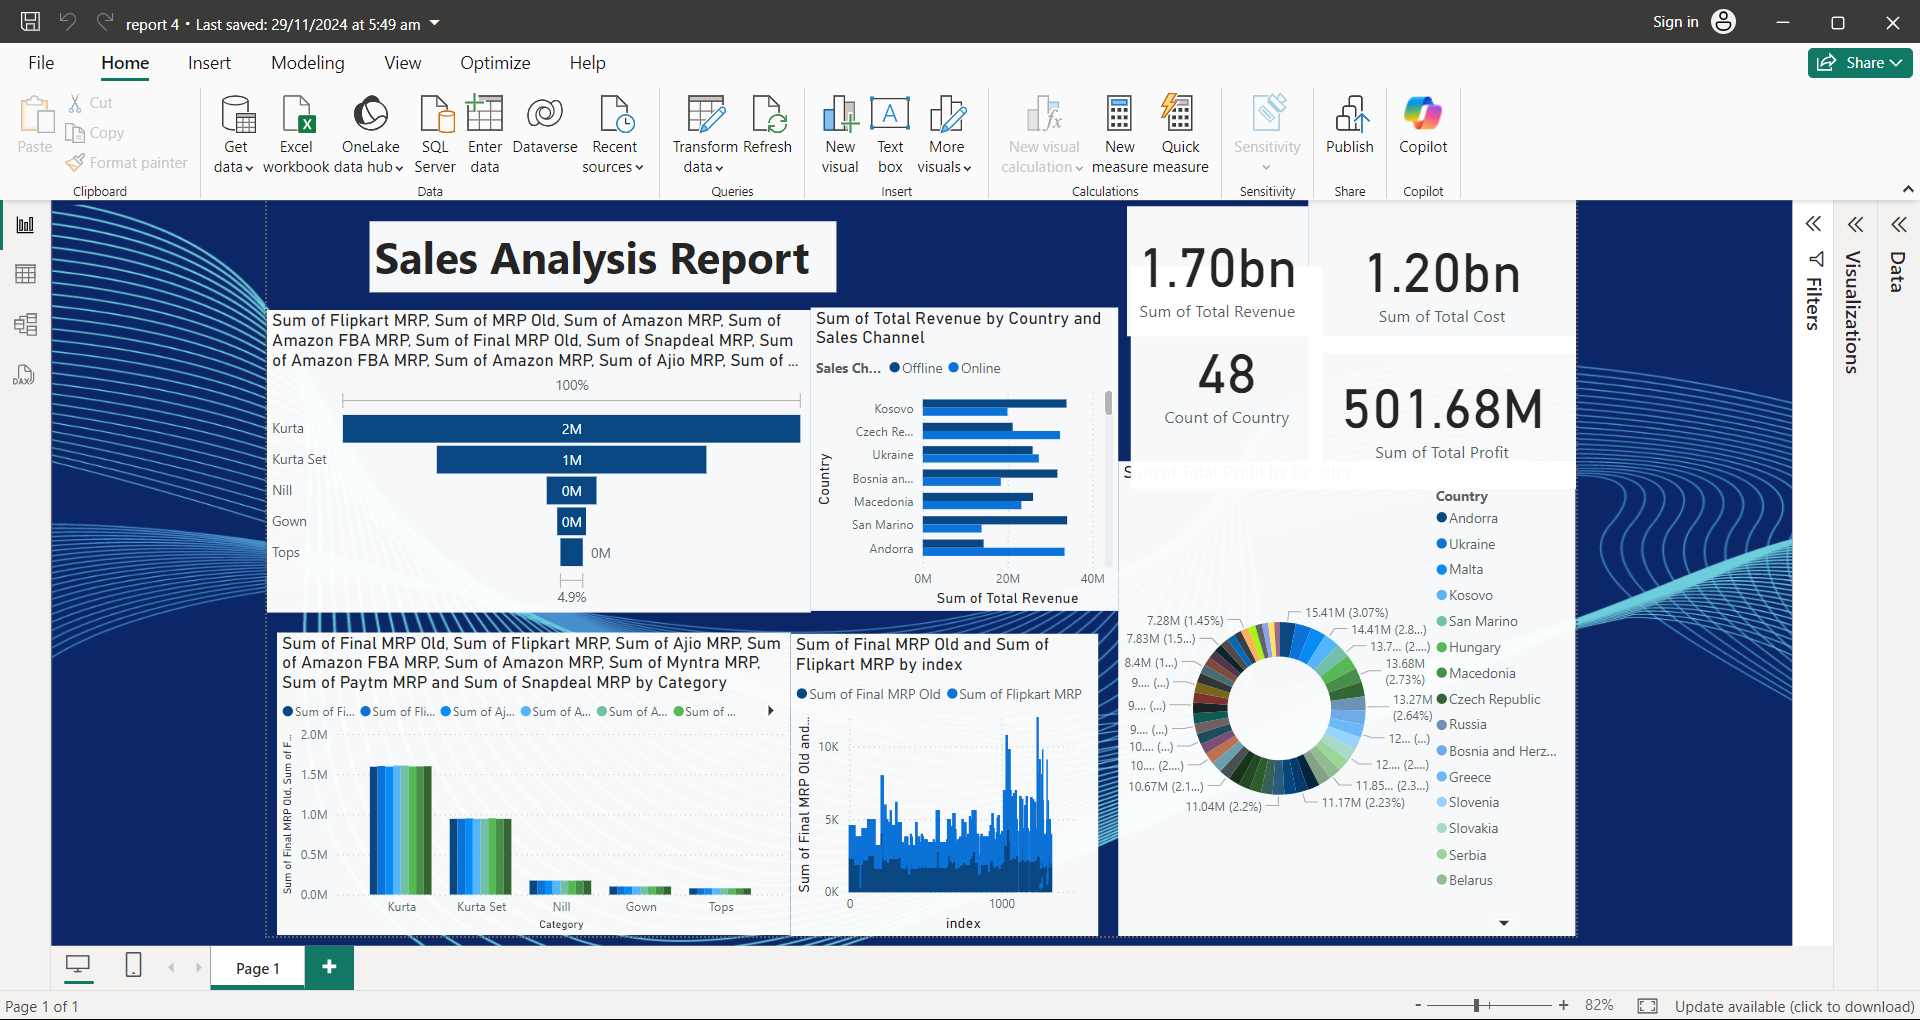 report 4 • Last saved: 29/11/2024 at 5:49 am
Sign in
File Home Insert Modeling View Optimize Help
Share
Paste
Cut
Copy
Format painter
Clipboard
Get data
Excel workbook
OneLake data hub
SQL Server
Enter data
Dataverse
Recent sources
Data
Transform data
Refresh
Queries
New visual
Text box
More visuals
Insert
New visual calculation
New measure
Quick measure
Calculations
Sensitivity
Sensitivity
Publish
Share
Copilot
Copilot
Sales Analysis Report
1.70bn
Sum of Total Revenue
1.20bn
Sum of Total Cost
48
Count of Country
501.68M
Sum of Total Profit
Sum of Flipkart MRP, Sum of MRP Old, Sum of Amazon MRP, Sum of
Amazon FBA MRP, Sum of Final MRP Old, Sum of Snapdeal MRP, Sum
of Amazon FBA MRP, Sum of Amazon MRP, Sum of Ajio MRP, Sum of ...
100%
Kurta 2M
Kurta Set 1M
Nill 0M
Gown 0M
Tops 0M
4.9%
Sum of Total Revenue by Country and
Sales Channel
Sales Ch... Offline Online
Country
Kosovo
Czech Re...
Ukraine
Bosnia an...
Macedonia
San Marino
Andorra
0M 20M 40M
Sum of Total Revenue
Sum of Total Profit by Country
Country
Andorra
Ukraine
Malta
Kosovo
San Marino
Hungary
Macedonia
Czech Republic
Russia
Bosnia and Herz...
Greece
Slovenia
Slovakia
Serbia
Belarus
15.41M (3.07%)
14.41M (2.8...)
13.7... (2....)
13.68M
(2.73%)
13.27M
(2.64%)
12... (...)
12.... (2....)
11.85... (2.3...)
11.17M (2.23%)
11.04M (2.2%)
10.67M (2.1...)
10.... (2....)
10.... (...)
9.... (...)
9.... (...)
9.... (...)
8.4M (1...)
7.83M (1.5...)
7.28M (1.45%)
Sum of Final MRP Old, Sum of Flipkart MRP, Sum of Ajio MRP, Sum
of Amazon FBA MRP, Sum of Amazon MRP, Sum of Myntra MRP,
Sum of Paytm MRP and Sum of Snapdeal MRP by Category
Sum of Fi... Sum of Fli... Sum of Aj... Sum of A... Sum of A... Sum of ...
Sum of Final MRP Old, Sum of F...
2.0M
1.5M
1.0M
0.5M
0.0M
Kurta Kurta Set Nill Gown Tops
Category
Sum of Final MRP Old and Sum of
Flipkart MRP by index
Sum of Final MRP Old Sum of Flipkart MRP
Sum of Final MRP Old and...
10K
5K
0K
0 1000
index
Filters
Visualizations
Data
DAX
Page 1
Page 1 of 1
- + 82%
Update available (click to download)